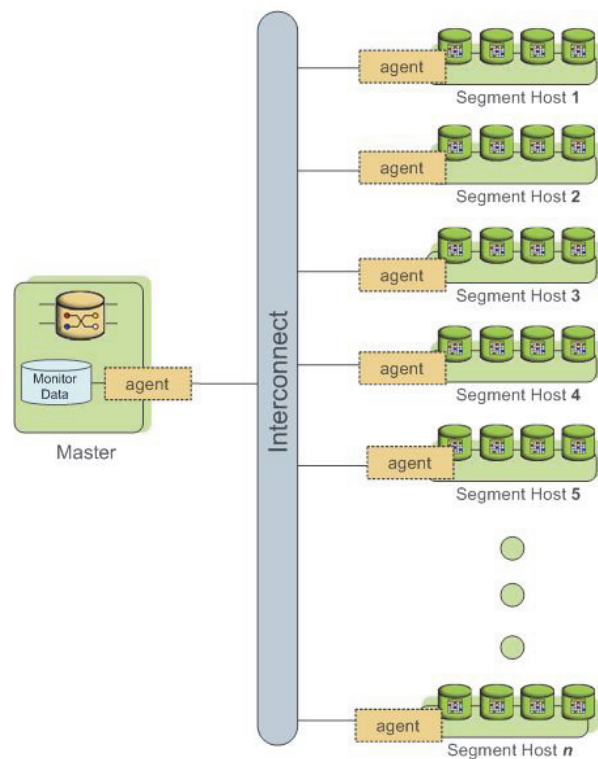 agent
Segment Host 1
agent
Segment Host 2
agent
Segment Host 3
agent
Segment Host 4
agent
Segment Host 5
agent
Segment Host n
Interconnect
Monitor
Data
agent
Master